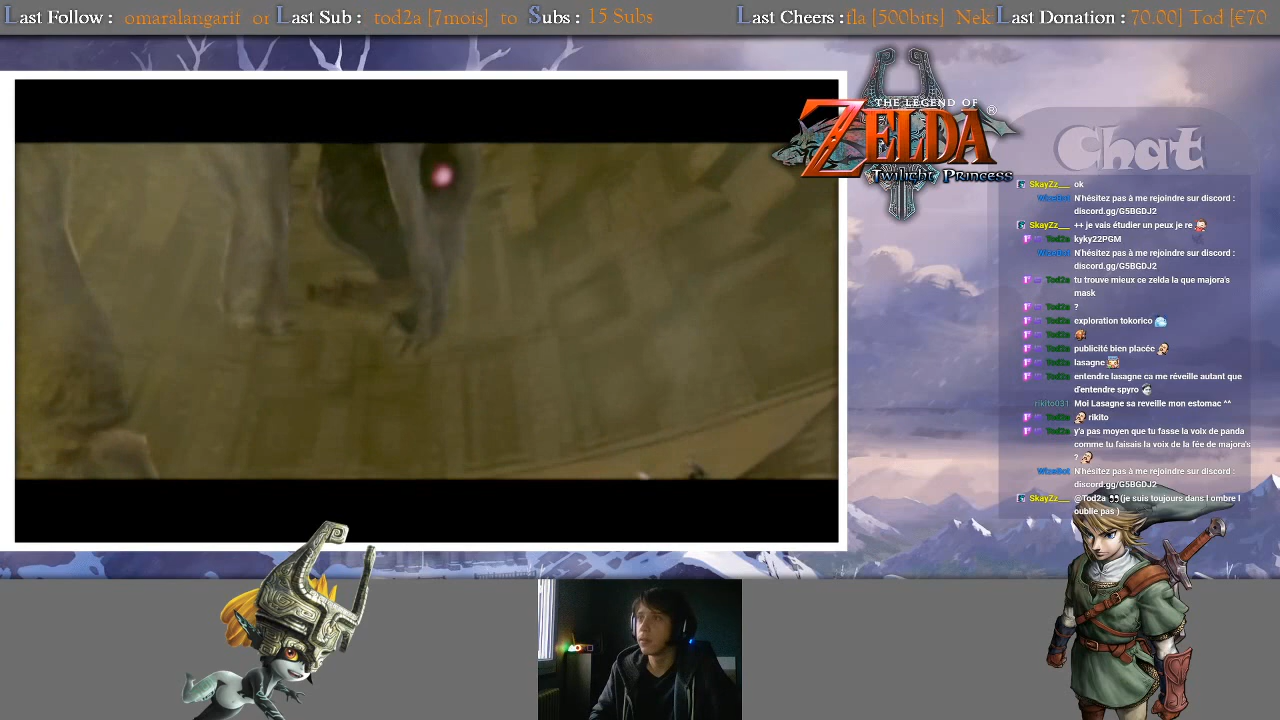 Last Follow : omaralangarif or Last Sub : tod2a [7mois] to Subs : 15 Subs Last Cheers : fla [500bits] Nek Last Donation : 70.00] Tod [€70
THE LEGEND OF
ZELDA ®
Twilight Princess
Chat
SkayZz__ ok
WizeBot N'hésitez pas à me rejoindre sur discord :
discord.gg/G5BGDJ2
SkayZz__ ++ je vais étudier un peux je re
Tod2a kyky22PGM
WizeBot N'hésitez pas à me rejoindre sur discord :
discord.gg/G5BGDJ2
Tod2a tu trouve mieux ce zelda la que majora's
mask
Tod2a ?
Tod2a exploration tokorico
Tod2a
Tod2a publicité bien placée
Tod2a lasagne
Tod2a entendre lasagne ca me réveille autant que
d'entendre spyro
rikito031 Moi Lasagne sa reveille mon estomac ^^
Tod2a rikito
Tod2a y'a pas moyen que tu fasse la voix de panda
comme tu faisais la voix de la fée de majora's
?
WizeBot N'hésitez pas à me rejoindre sur discord :
discord.gg/G5BGDJ2
SkayZz__ @Tod2a 👀(je suis toujours dans l ombre l
oublie pas )